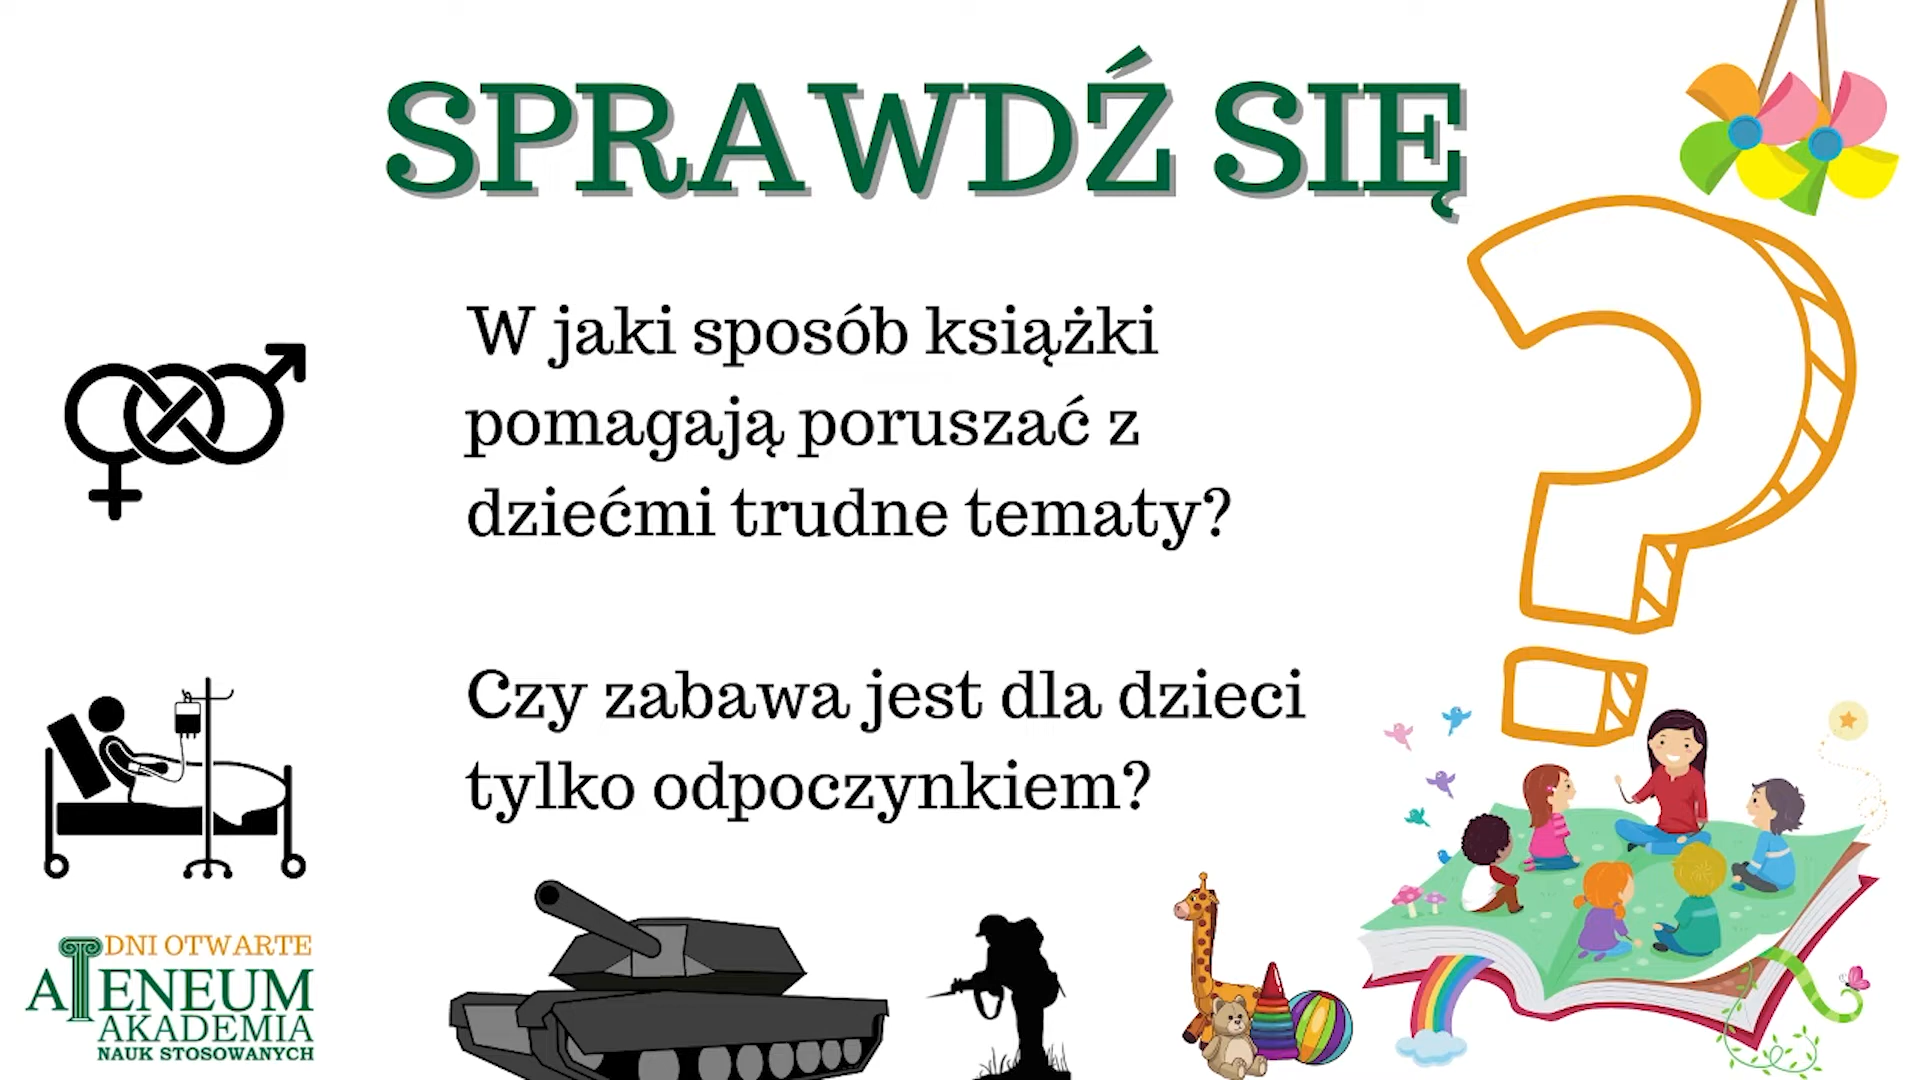 SPRAWDŹ SIĘ
W jaki sposób książki
pomagają poruszać z
dziećmi trudne tematy?
Czy zabawa jest dla dzieci
tylko odpoczynkiem?
DNI OTWARTE
ATENEUM
AKADEMIA
NAUK STOSOWANYCH